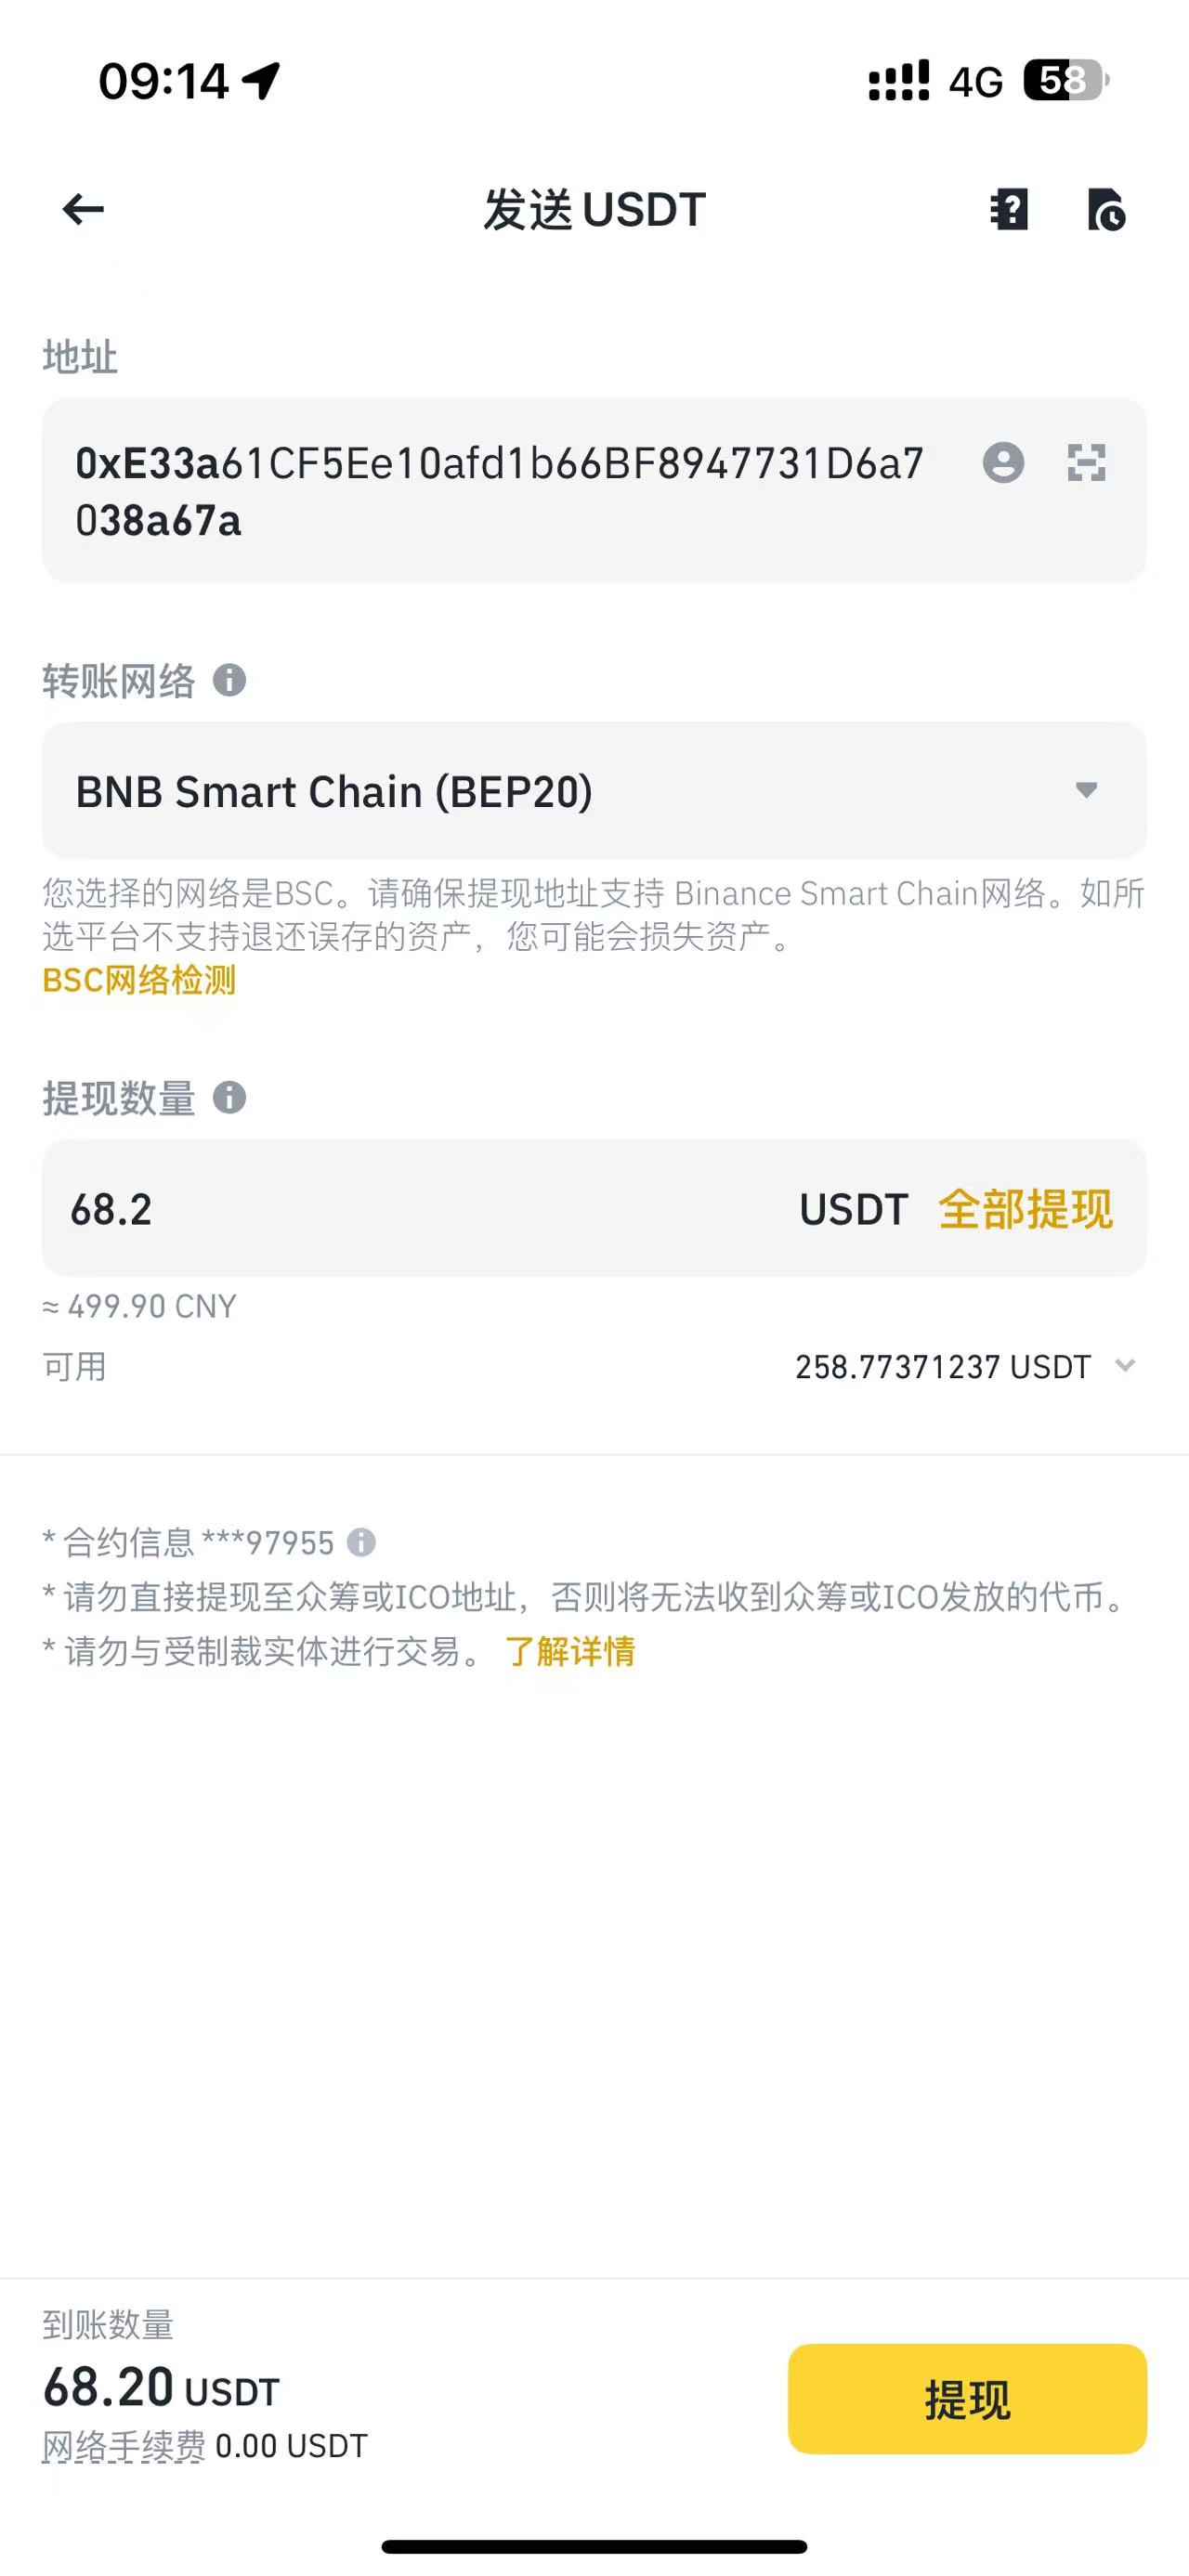 09:14
4G
58
发送USDT
地址
0xE33a61CF5Ee10afd1b66BF8947731D6a7
038a67a
转账网络
BNB Smart Chain (BEP20)
您选择的网络是BSC。请确保提现地址支持 Binance Smart Chain网络。如所
选平台不支持退还误存的资产，您可能会损失资产。
BSC网络检测
提现数量
68.2
USDT 全部提现
≈ 499.90 CNY
可用
258.77371237 USDT
* 合约信息 ***97955
* 请勿直接提现至众筹或ICO地址，否则将无法收到众筹或ICO发放的代币。
* 请勿与受制裁实体进行交易。 了解详情
到账数量
68.20 USDT
网络手续费 0.00 USDT
提现